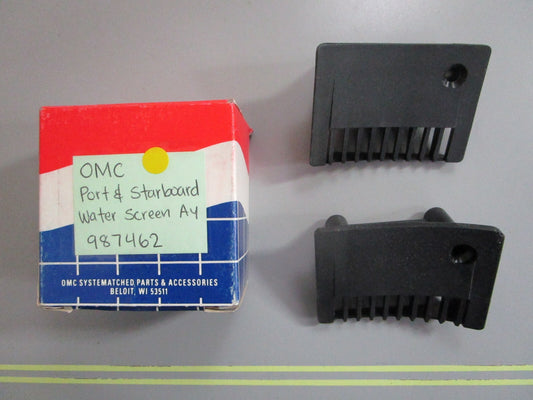 OMC
Port & Starboard
Water Screen Ay
987462
OMC SYSTEMATCHED PARTS & ACCESSORIES
BELOIT, WI 53511